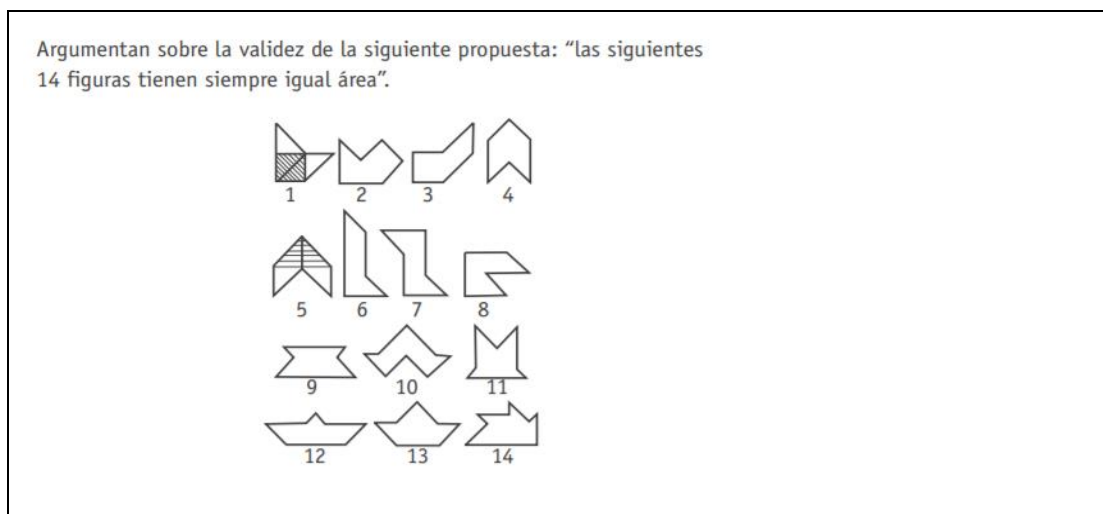 Argumentan sobre la validez de la siguiente propuesta: “las siguientes
14 figuras tienen siempre igual área”.
1 2 3 4
5 6 7 8
9 10 11
12 13 14